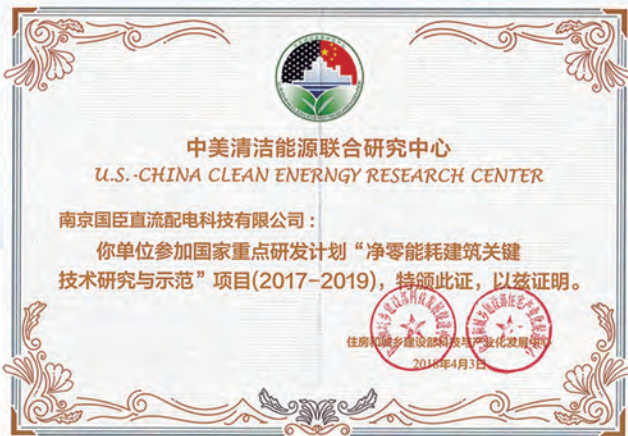 中美清洁能源联合研究中心
U.S.-CHINA CLEAN ENERNGY RESEARCH CENTER
南京国臣直流配电科技有限公司：
你单位参加国家重点研发计划“净零能耗建筑关键
技术研究与示范”项目(2017-2019)，特颁此证，以兹证明。
住房和城乡建设部科技与产业化发展中心
2018年4月3日